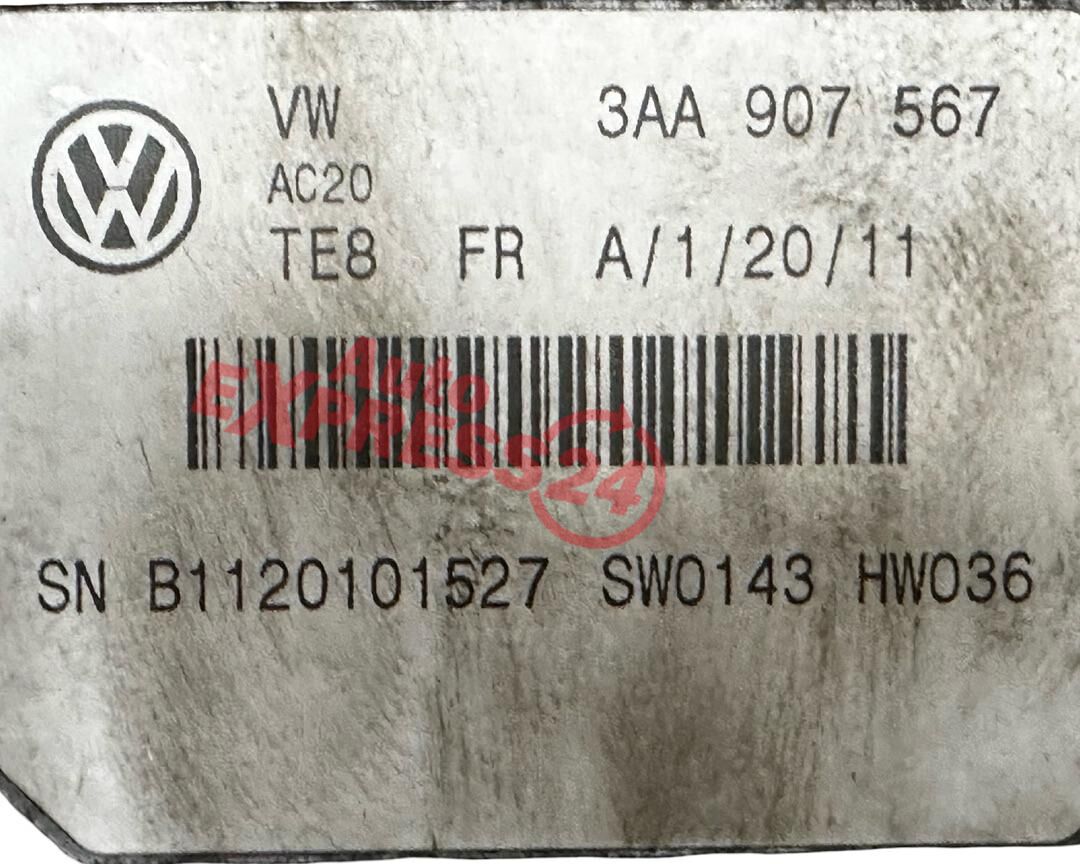 VW 3AA 907 567
AC20
TE8 FR A/1/20/11
Auto
EXPRESS24
SN B1120101527 SW0143 HW036